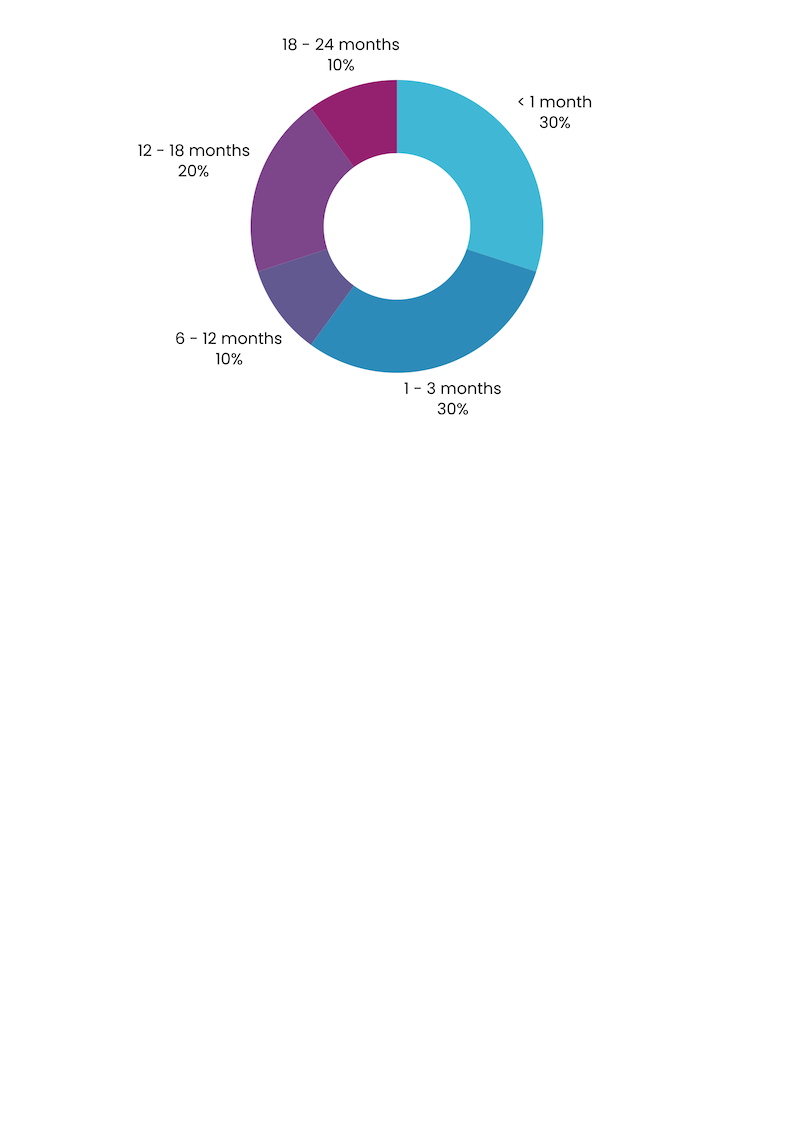 18 - 24 months
10%
< 1 month
30%
12 - 18 months
20%
6 - 12 months
10%
1 - 3 months
30%